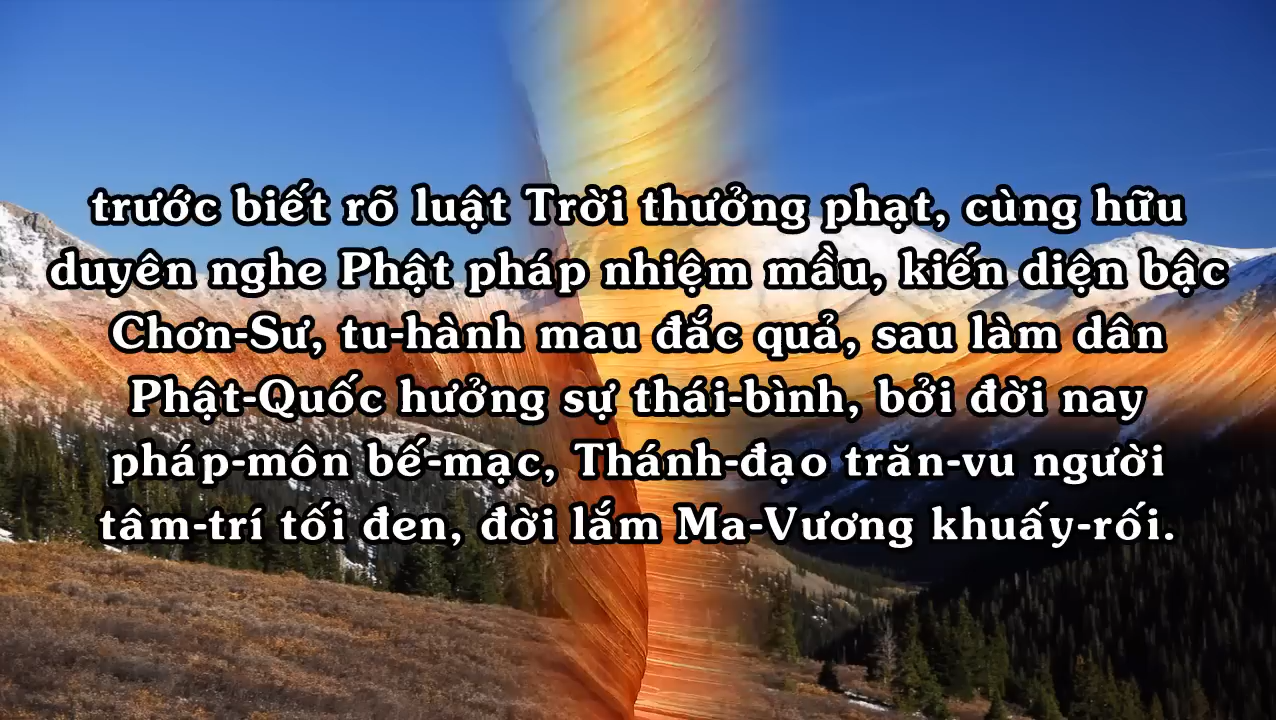 trước biết rõ luật Trời thưởng phạt, cùng hữu
duyên nghe Phật pháp nhiệm mầu, kiến diện bậc
Chơn-Sư, tu-hành mau đắc quả, sau làm dân
Phật-Quốc hưởng sự thái-bình, bởi đời nay
pháp-môn bế-mạc, Thánh-đạo trăn-vu người
tâm-trí tối đen, đời lắm Ma-Vương khuấy-rối.